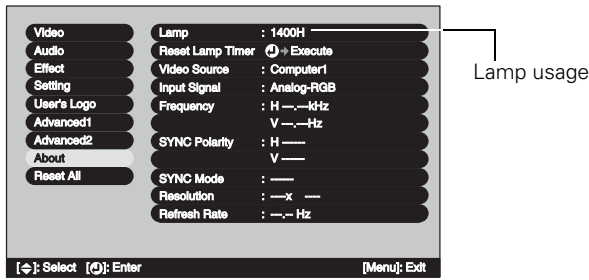 Video
Audio
Effect
Setting
User's Logo
Advanced1
Advanced2
About
Reset All
Lamp : 1400H
Reset Lamp Timer Execute
Video Source : Computer1
Input Signal : Analog-RGB
Frequency : H ---.---kHz
V ---.--Hz
SYNC Polarity : H ------
V ------
SYNC Mode : ------
Resolution : ----x ----
Refresh Rate : ---.-- Hz
[]: Select []: Enter [Menu]: Exit
Lamp usage